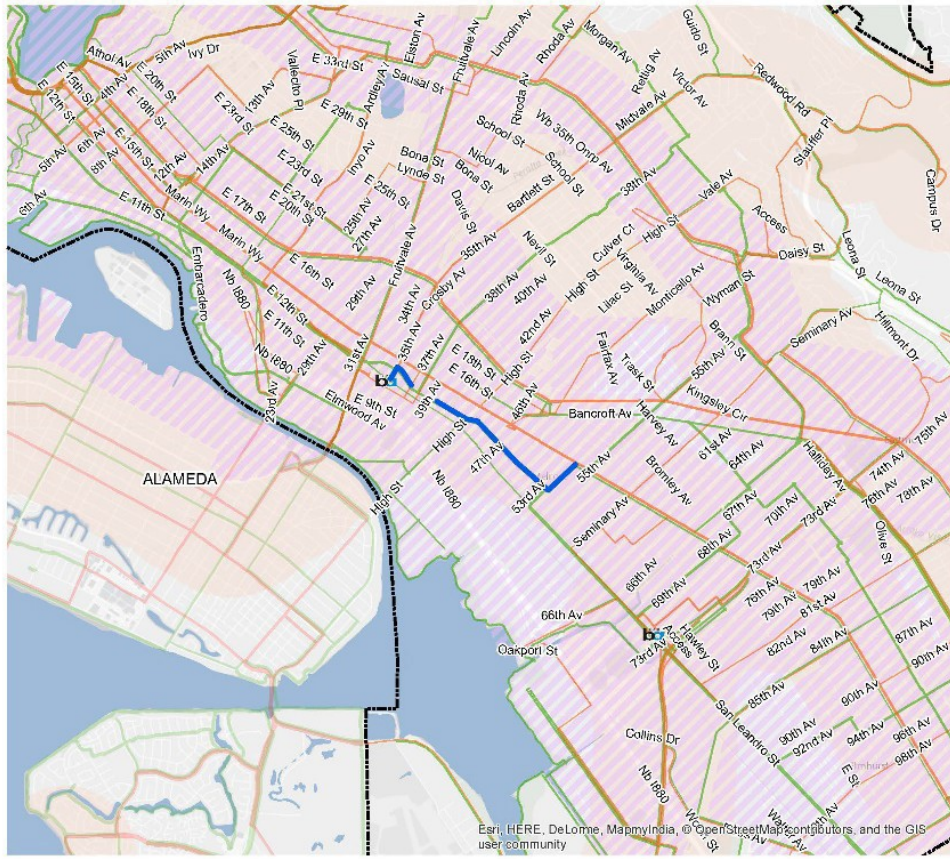 Athol Av
5th Av
Ivy Dr
Vallecito Pl
E 33rd St
Ardley Av
Elston Av
Sausal St
Fruitvale Av
Lincoln Av
Rhoda Av
Morgan Av
Rettig Av
Guido St
Victor Av
Redwood Rd
Stauffer Pl
Campus Dr
E 15th St
E 12th St
4th Av
E 20th St
E 18th St
13th Av
E 23rd St
E 29th St
E 25th St
6th Av
5th Av
8th Av
E 15th St
12th Av
14th Av
E 23rd St
Inyo Av
Rhoda Av
School St
Nicol Av
Bona St
Lynde St
Bona St
School St
Bartlett St
Midvale Av
Wb 35th Onrp Av
38th Av
Vale Av
High St
Access
Daisy St
Leona St
Leona St
Marin Wy
E 11th St
6th Av
E 17th St
E 21st St
E 20th St
E 25th St
25th Av
27th Av
Davis St
35th Av
Nevil St
Culver Ct
Virginia Av
Monticello Av
Wyman St
Seminary Av
Hillmont Dr
Embarcadero
Marin Wy
Nb I880
E 16th St
29th Av
Fruitvale Av
34th Av
Crosby Av
38th Av
40th Av
High St
Lilac St
E 12th St
E 11th St
Nb I880
29th Av
31st Av
35th Av
37th Av
E 18th St
E 16th St
42nd Av
High St
Fairfax Av
Trask St
Brann St
55th Av
Kingsley Cir
23rd Av
E 9th St
Elmwood Av
39th Av
High St
46th Av
Bancroft Av
Harvey Av
61st Av
64th Av
75th Av
ALAMEDA
High St
Nb I880
47th Av
53rd Av
55th Av
Bromley Av
Seminary Av
67th Av
68th Av
70th Av
73rd Av
Halliday Av
74th Av
76th Av
78th Av
Olive St
66th Av
69th Av
73rd Av
76th Av
79th Av
79th Av
81st Av
66th Av
Oakport St
73rd Av
Access
Hawley St
82nd Av
84th Av
87th Av
90th Av
85th Av
San Leandro St
90th Av
90th Av
92nd Av
94th Av
96th Av
98th Av
E St
Collins Dr
Nb I880
Walter Av
Esri, HERE, DeLorme, MapmyIndia, © OpenStreetMap contributors, and the GIS
user community